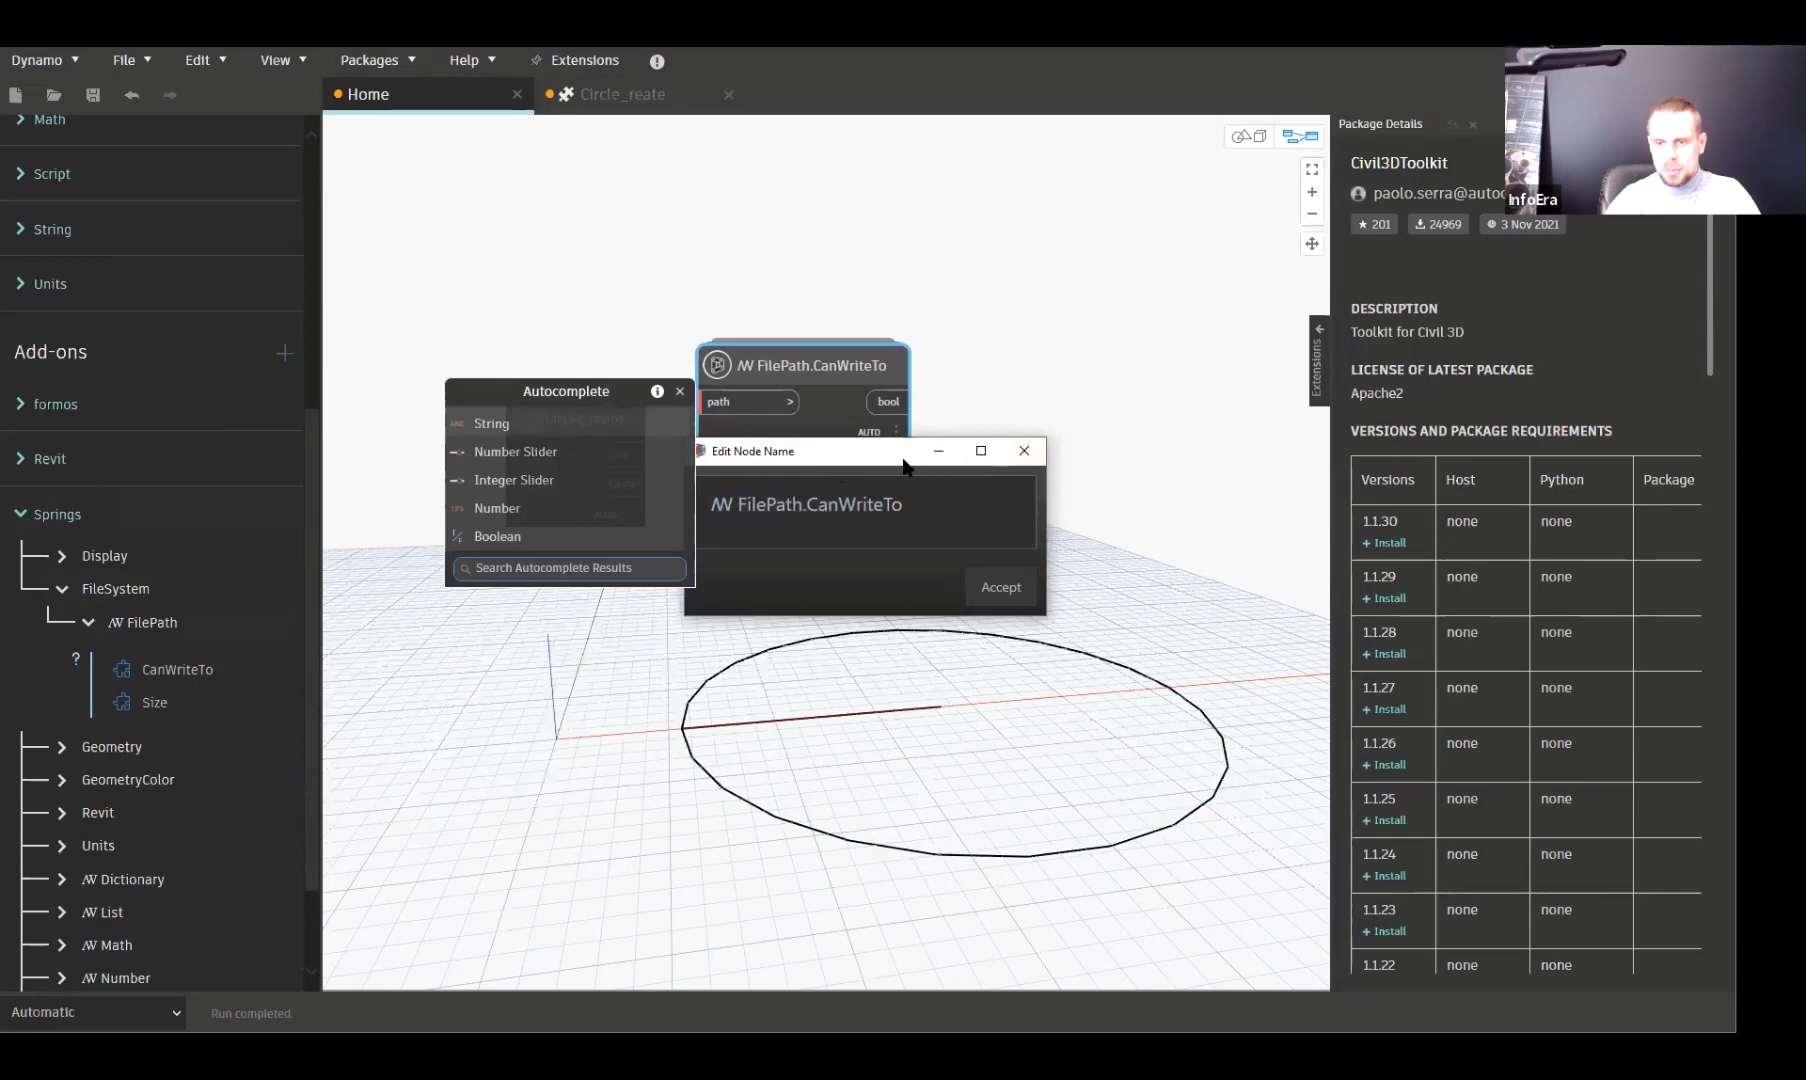 Dynamo File Edit View Packages Help Extensions
Home Circle_reate
Math
Script
String
Units
Add-ons
formos
Revit
Springs
Display
FileSystem
FilePath
?
CanWriteTo
Size
Geometry
GeometryColor
Revit
Units
Dictionary
List
Math
Number
Automatic Run completed.
FilePath.CanWriteTo
path > bool
AUTO
Autocomplete
String
Number Slider
Integer Slider
Number
Boolean
Search Autocomplete Results
Edit Node Name
FilePath.CanWriteTo
Accept
Extensions
Package Details
Civil3DToolkit
paolo.serra@autod
InfoEra
201 24969 3 Nov 2021
DESCRIPTION
Toolkit for Civil 3D
LICENSE OF LATEST PACKAGE
Apache2
VERSIONS AND PACKAGE REQUIREMENTS
Versions Host Python Package
1.1.30 none none
+ Install
1.1.29 none none
+ Install
1.1.28 none none
+ Install
1.1.27 none none
+ Install
1.1.26 none none
+ Install
1.1.25 none none
+ Install
1.1.24 none none
+ Install
1.1.23 none none
+ Install
1.1.22 none none